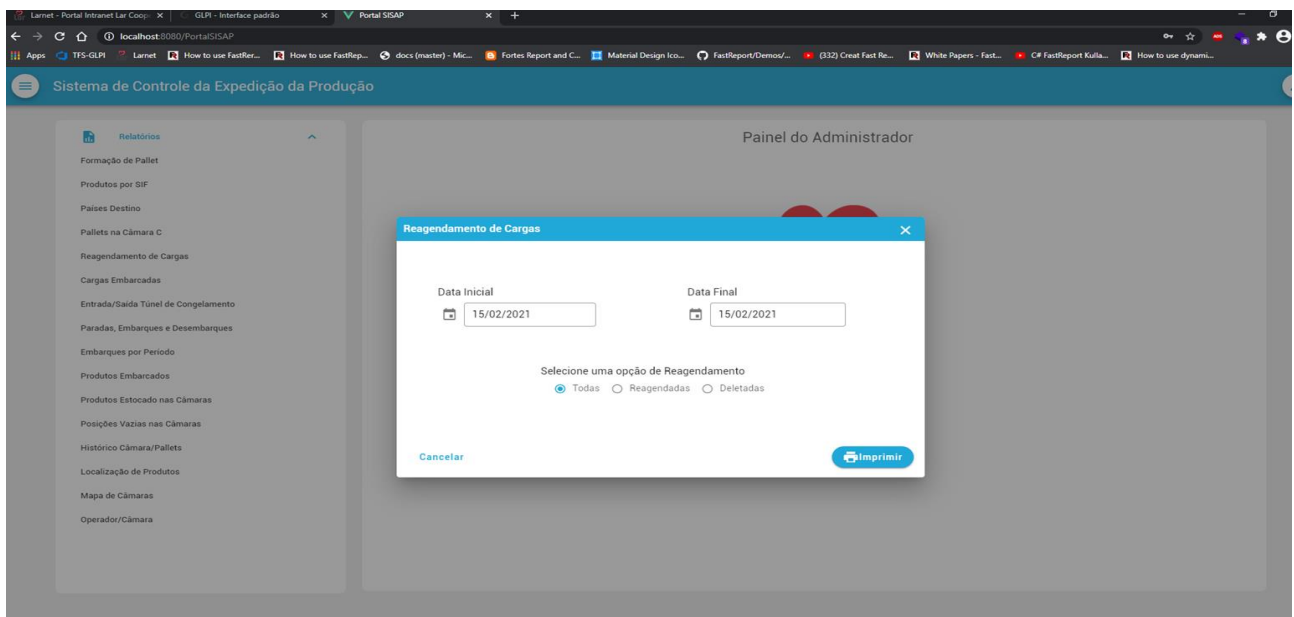 Larnet - Portal Intranet Lar Coop
GLPI - Interface padrão
Portal SISAP
localhost:8080/PortalSISAP
Apps
TFS-GLPI
Larnet
How to use FastRer...
How to use FastRep...
docs (master) - Mic...
Fortes Report and C...
Material Design Ico...
FastReport/Demos/...
(332) Creat Fast Re...
White Papers - Fast...
C# FastReport Kulla...
How to use dynami...
Sistema de Controle da Expedição da Produção
Relatórios
Formação de Pallet
Produtos por SIF
Países Destino
Pallets na Câmara C
Reagendamento de Cargas
Cargas Embarcadas
Entrada/Saída Túnel de Congelamento
Paradas, Embarques e Desembarques
Embarques por Período
Produtos Embarcados
Produtos Estocado nas Câmaras
Posições Vazias nas Câmaras
Histórico Câmara/Pallets
Localização de Produtos
Mapa de Câmaras
Operador/Câmara
Painel do Administrador
Reagendamento de Cargas
Data Inicial
Data Final
15/02/2021
15/02/2021
Selecione uma opção de Reagendamento
Todas Reagendadas Deletadas
Cancelar
Imprimir